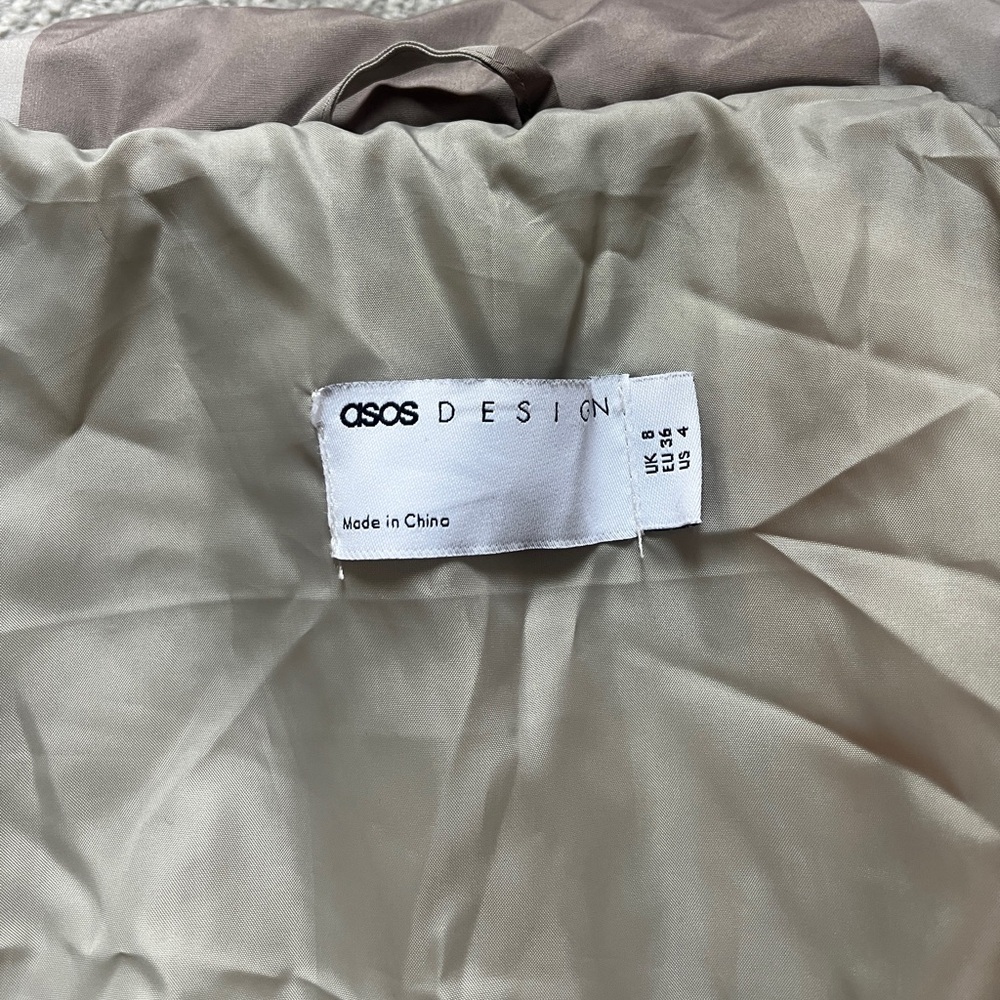 asos DESIGN
Made in China
UK 8
EU 36
US 4